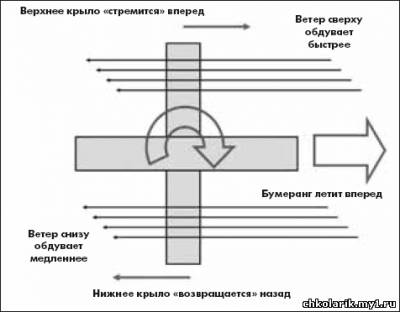 Верхнее крыло «стремится» вперед
Ветер сверху
обдувает
быстрее
Бумеранг летит вперед
Ветер снизу
обдувает
медленнее
Нижнее крыло «возвращается» назад
chkolarik.my1.ru